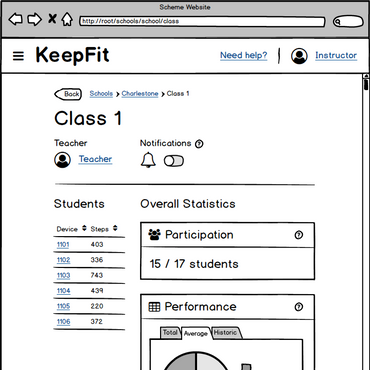 Scheme Website
http://root/schools/school/class
KeepFit
Need help?
Instructor
Back
Schools > Charlestone > Class 1
Class 1
Teacher
Notifications ?
Teacher
Students
Overall Statistics
Device Steps
1101 403
1102 336
1103 743
1104 439
1105 220
1106 372
Participation ?
15 / 17 students
Performance ?
Total Average Historic